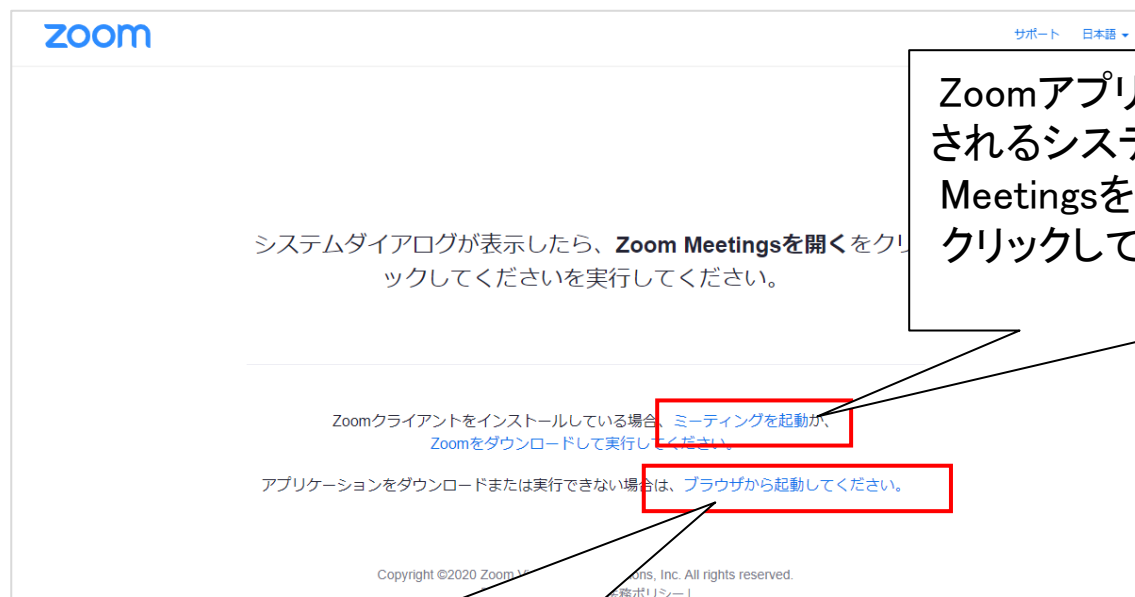 zoom
サポート 日本語
Zoomアプリ
されるシステ
Meetingsを
クリックして
システムダイアログが表示したら、Zoom Meetingsを開くをクリ
ックしてくださいを実行してください。
Zoomクライアントをインストールしている場合、ミーティングを起動か、
Zoomをダウンロードして実行してください。
アプリケーションをダウンロードまたは実行できない場合は、ブラウザから起動してください。
Copyright ©2020 Zoom ons, Inc. All rights reserved.
務ポリシー |